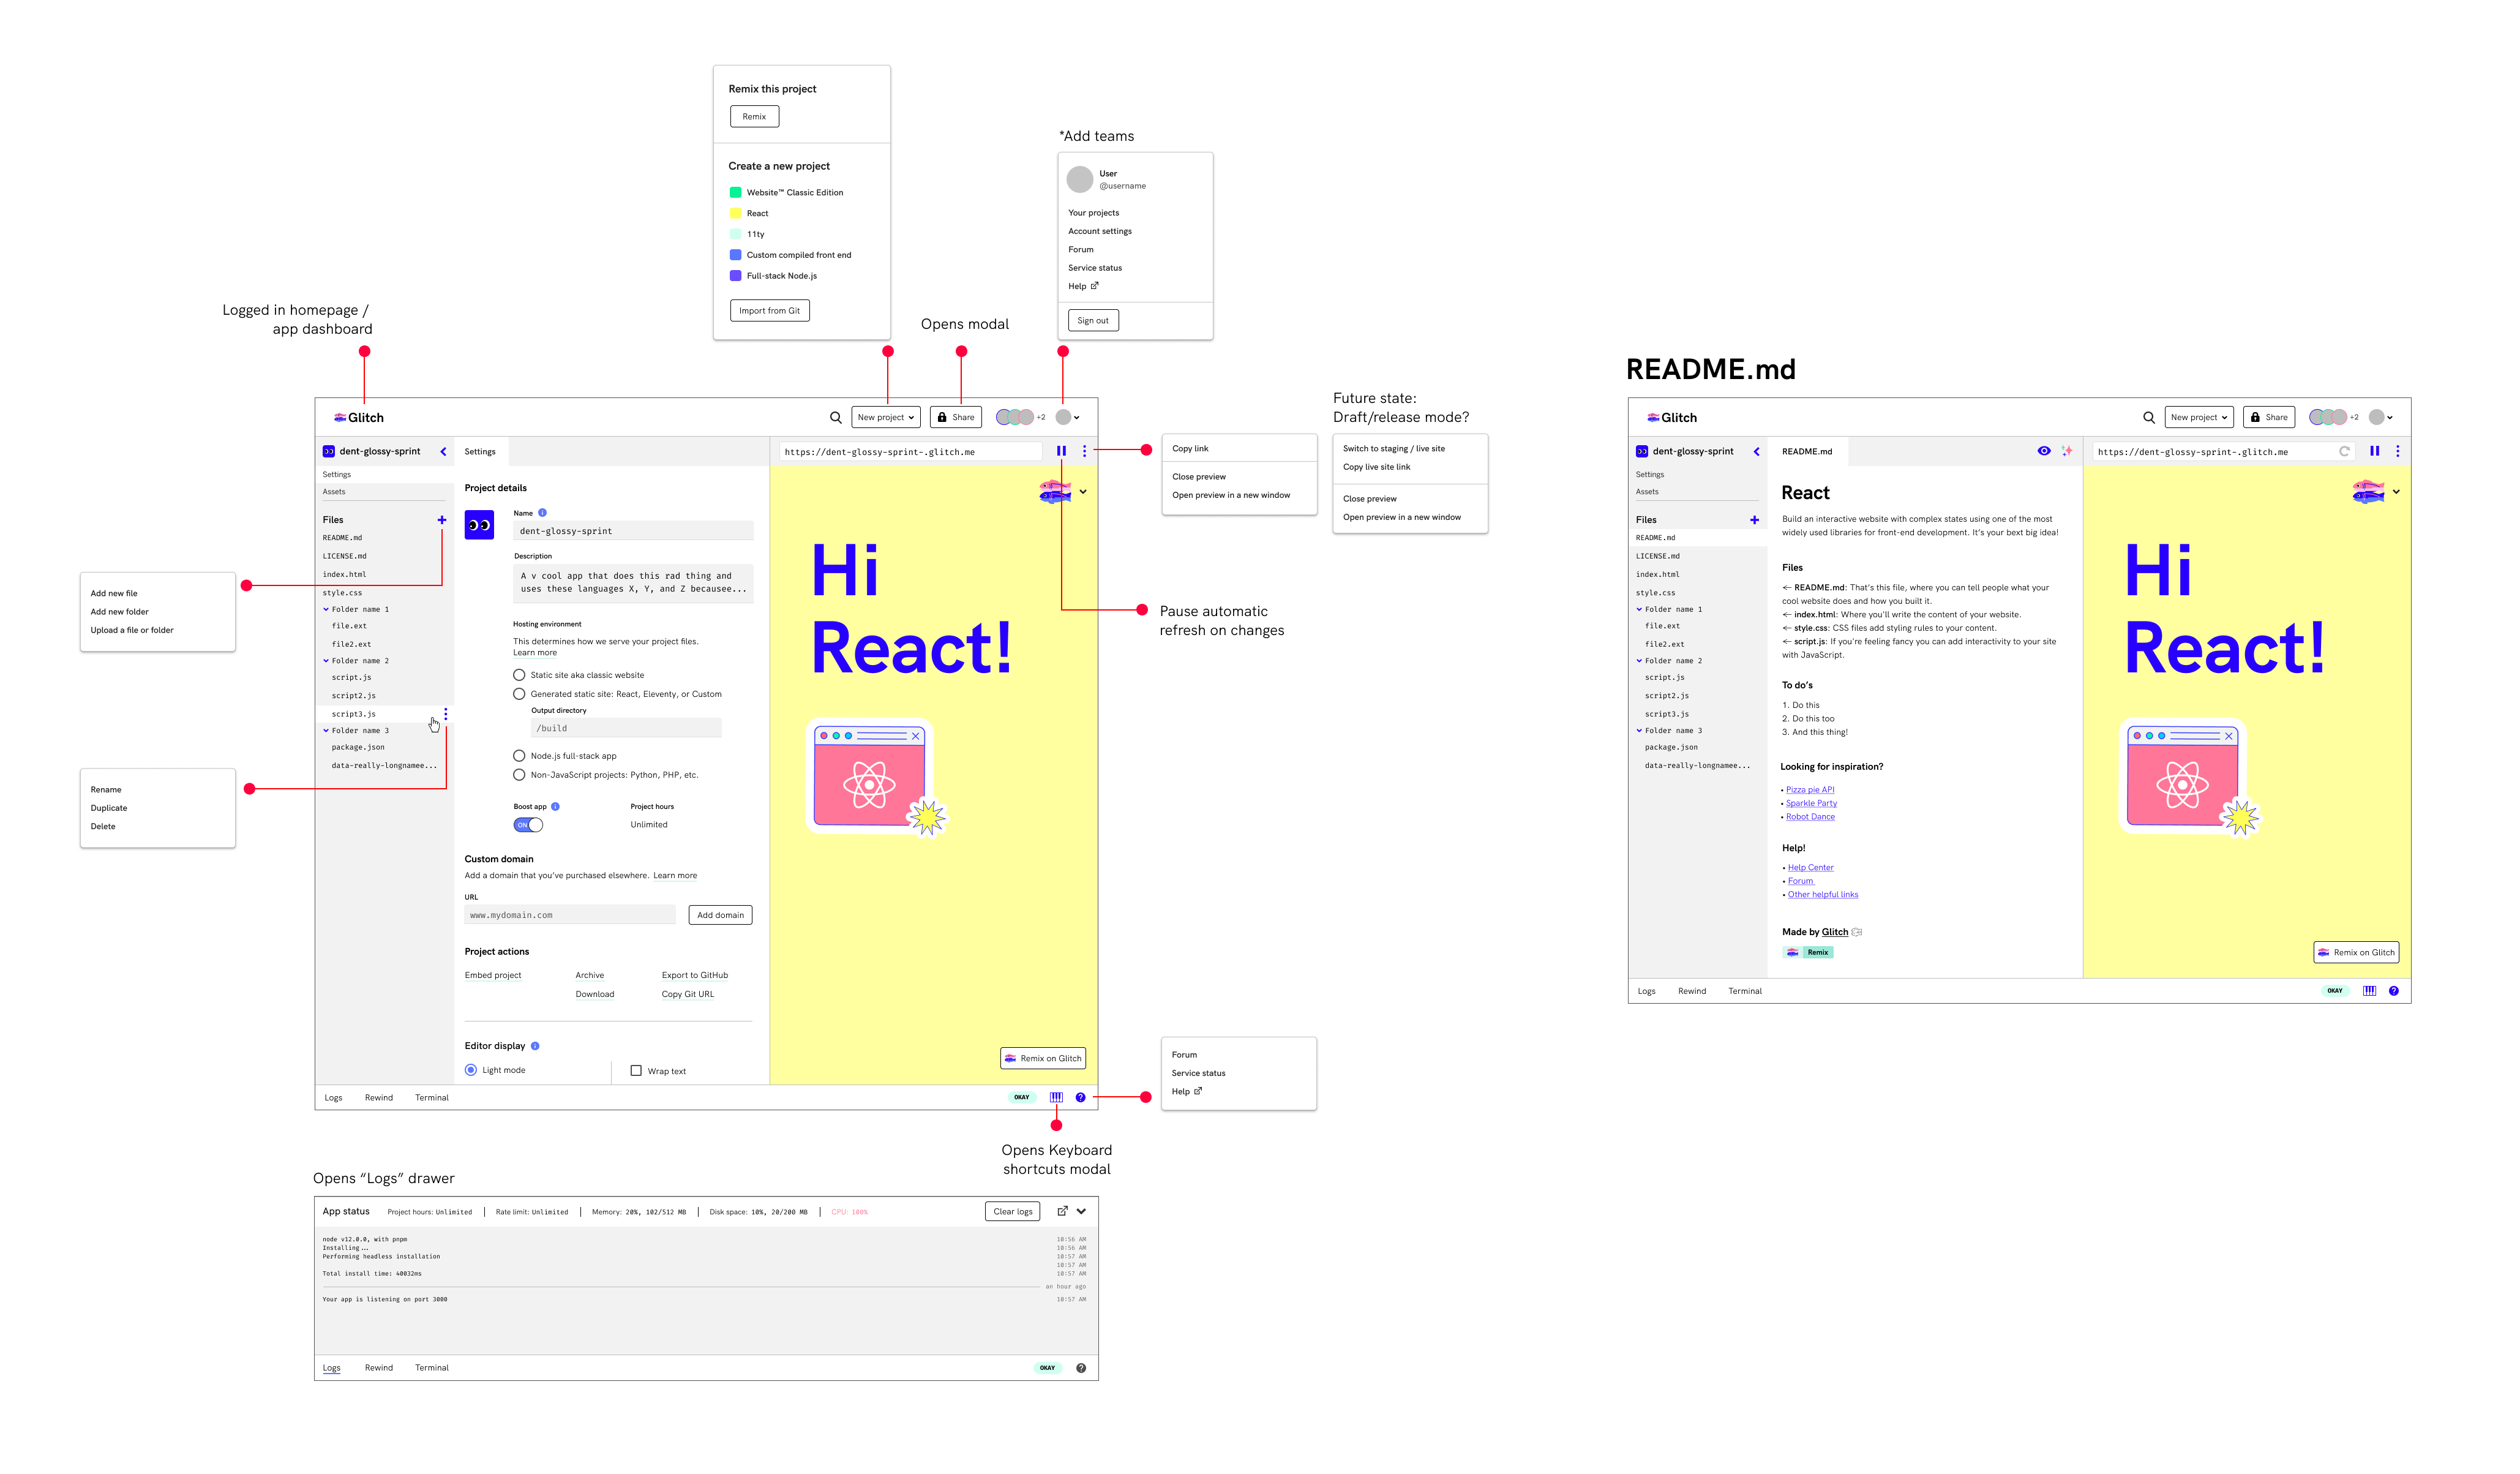 Remix this project
Remix
Create a new project
Website™ Classic Edition
React
11ty
Custom compiled front end
Full-stack Node.js
Import from Git
*Add teams
User
@username
Your projects
Account settings
Forum
Service status
Help
Sign out
Logged in homepage /
app dashboard
Opens modal
Glitch
New project
Share
+2
dent-glossy-sprint
Settings
Assets
Files
README.md
LICENSE.md
index.html
style.css
Folder name 1
file.ext
file2.ext
Folder name 2
script.js
script2.js
script3.js
Folder name 3
package.json
data-really-longnamee...
Add new file
Add new folder
Upload a file or folder
Rename
Duplicate
Delete
Settings
Project details
Name
dent-glossy-sprint
Description
A v cool app that does this rad thing and
uses these languages X, Y, and Z becausee...
Hosting environment
This determines how we serve your project files.
Learn more
Static site aka classic website
Generated static site: React, Eleventy, or Custom
Output directory
/build
Node.js full-stack app
Non-JavaScript projects: Python, PHP, etc.
Boost app
Project hours
ON
Unlimited
Custom domain
Add a domain that you've purchased elsewhere. Learn more
URL
www.mydomain.com
Add domain
Project actions
Embed project
Archive
Export to GitHub
Download
Copy Git URL
Editor display
Light mode
Wrap text
https://dent-glossy-sprint-.glitch.me
Hi
React!
Remix on Glitch
Logs
Rewind
Terminal
OKAY
?
Copy link
Close preview
Open preview in a new window
Future state:
Draft/release mode?
Switch to staging / live site
Copy live site link
Close preview
Open preview in a new window
Pause automatic
refresh on changes
Forum
Service status
Help
Opens Keyboard
shortcuts modal
Opens “Logs” drawer
App status
Project hours: Unlimited
Rate limit: Unlimited
Memory: 20%, 102/512 MB
Disk space: 10%, 20/200 MB
CPU: 100%
Clear logs
node v12.0.0, with pnpm
10:56 AM
Installing...
10:56 AM
Performing headless installation
10:57 AM
10:57 AM
Total install time: 40032ms
10:57 AM
an hour ago
Your app is listening on port 3000
10:57 AM
Logs
Rewind
Terminal
OKAY
?
README.md
Glitch
New project
Share
+2
dent-glossy-sprint
Settings
Assets
Files
README.md
LICENSE.md
index.html
style.css
Folder name 1
file.ext
file2.ext
Folder name 2
script.js
script2.js
script3.js
Folder name 3
package.json
data-really-longnamee...
README.md
React
Build an interactive website with complex states using one of the most
widely used libraries for front-end development. It's your bext big idea!
Files
← README.md: That's this file, where you can tell people what your
cool website does and how you built it.
← index.html: Where you'll write the content of your website.
← style.css: CSS files add styling rules to your content.
← script.js: If you're feeling fancy you can add interactivity to your site
with JavaScript.
To do's
1. Do this
2. Do this too
3. And this thing!
Looking for inspiration?
• Pizza pie API
• Sparkle Party
• Robot Dance
Help!
• Help Center
• Forum
• Other helpful links
Made by Glitch
Remix
https://dent-glossy-sprint-.glitch.me
Hi
React!
Remix on Glitch
Logs
Rewind
Terminal
OKAY
?